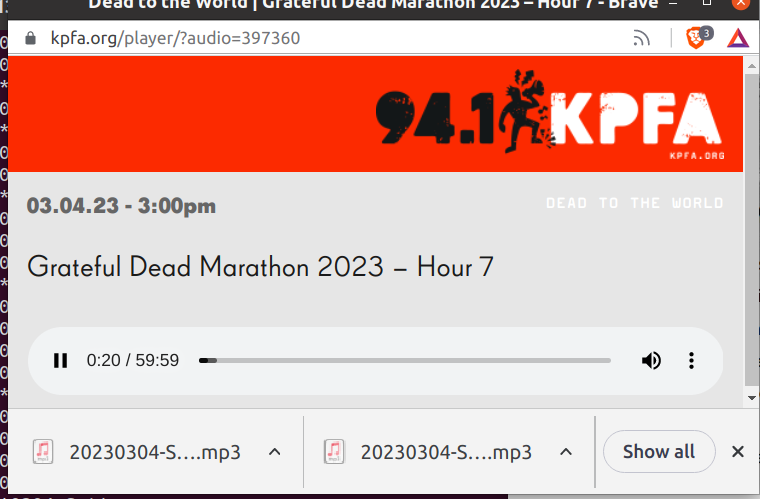 Dead to the World | Grateful Dead Marathon 2023 – Hour 7 - Brave
kpfa.org/player/?audio=397360
3
94.1 KPFA
KPFA.ORG
03.04.23 - 3:00pm
DEAD TO THE WORLD
Grateful Dead Marathon 2023 – Hour 7
0:20 / 59:59
20230304-S….mp3
20230304-S….mp3
Show all